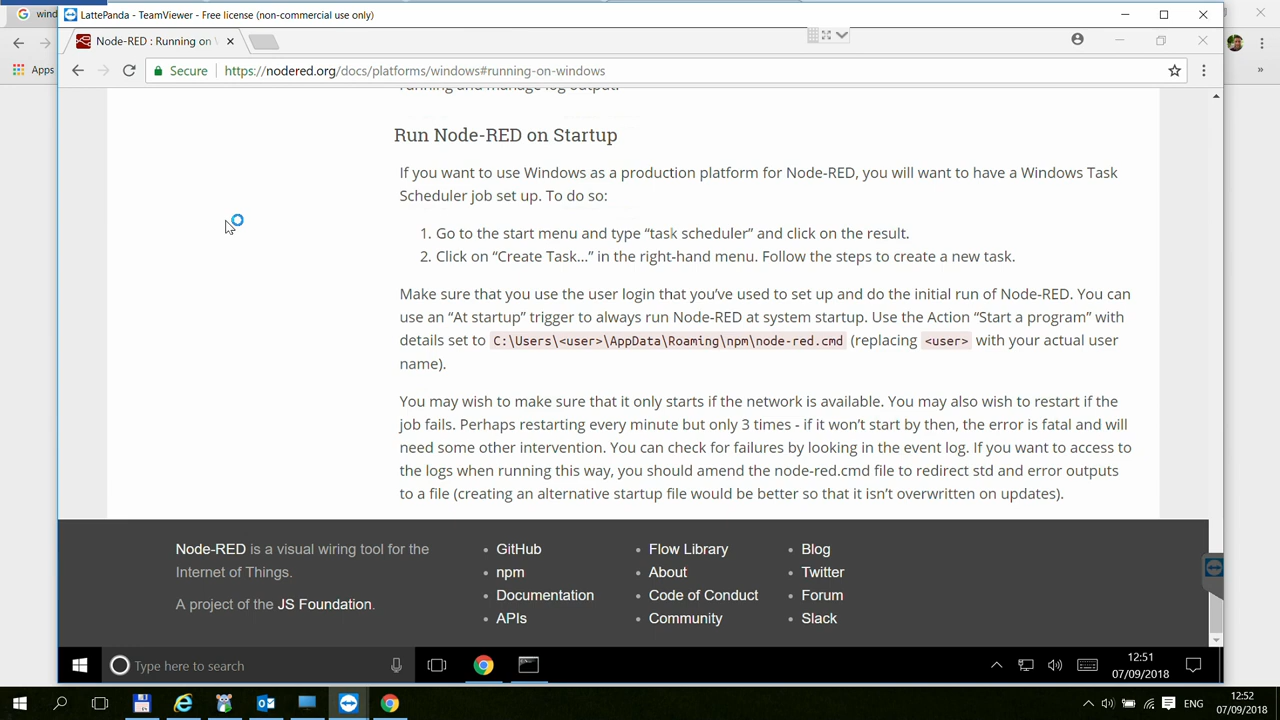 wind
LattePanda - TeamViewer - Free license (non-commercial use only)
Node-RED : Running on
Apps
Secure
https://nodered.org/docs/platforms/windows#running-on-windows
running and manage log output.
Run Node-RED on Startup
If you want to use Windows as a production platform for Node-RED, you will want to have a Windows Task
Scheduler job set up. To do so:
1. Go to the start menu and type “task scheduler” and click on the result.
2. Click on “Create Task…” in the right-hand menu. Follow the steps to create a new task.
Make sure that you use the user login that you’ve used to set up and do the initial run of Node-RED. You can
use an “At startup” trigger to always run Node-RED at system startup. Use the Action “Start a program” with
details set to C:\Users\<user>\AppData\Roaming\npm\node-red.cmd (replacing <user> with your actual user
name).
You may wish to make sure that it only starts if the network is available. You may also wish to restart if the
job fails. Perhaps restarting every minute but only 3 times - if it won’t start by then, the error is fatal and will
need some other intervention. You can check for failures by looking in the event log. If you want to access to
the logs when running this way, you should amend the node-red.cmd file to redirect std and error outputs
to a file (creating an alternative startup file would be better so that it isn’t overwritten on updates).
Node-RED is a visual wiring tool for the
Internet of Things.
A project of the JS Foundation.
• GitHub
• npm
• Documentation
• APIs
• Flow Library
• About
• Code of Conduct
• Community
• Blog
• Twitter
• Forum
• Slack
Type here to search
12:51
07/09/2018
ENG
12:52
07/09/2018